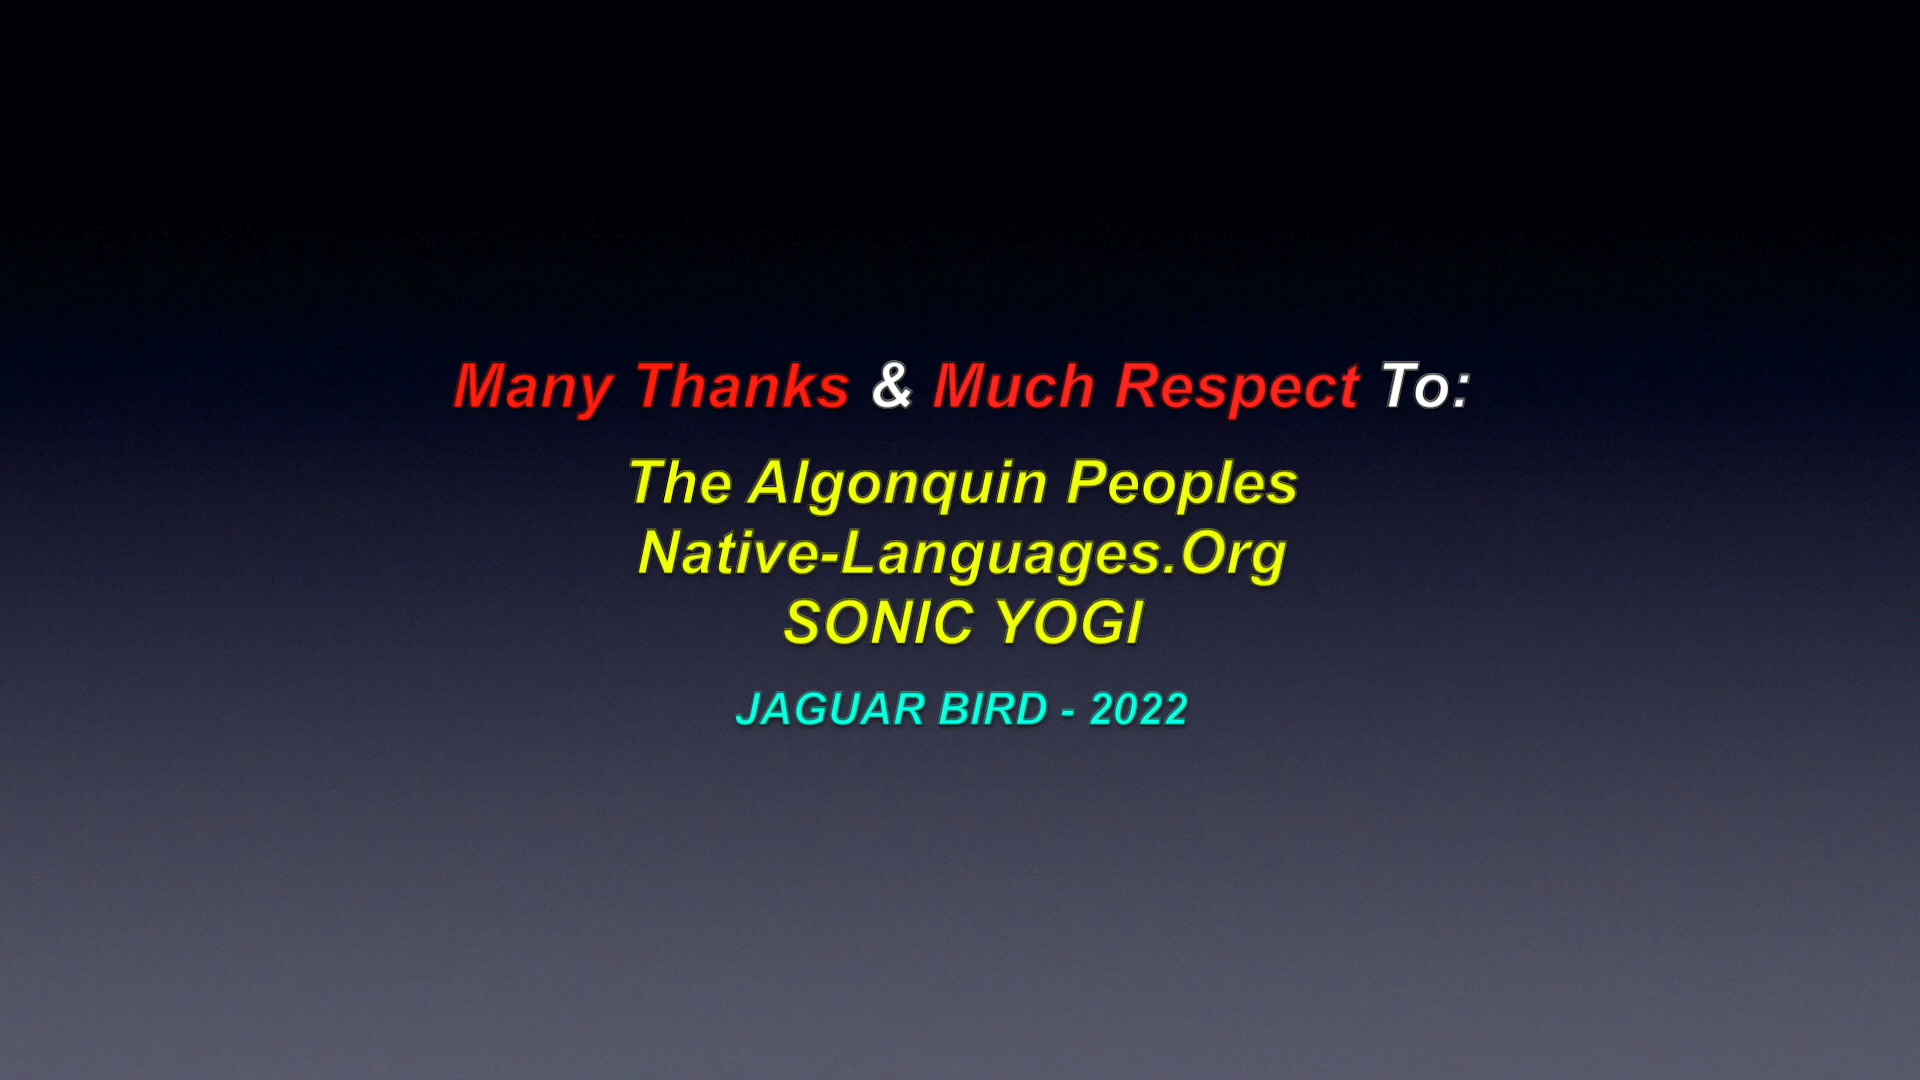 Many Thanks & Much Respect To:
The Algonquin Peoples
Native-Languages.Org
SONIC YOGI
JAGUAR BIRD - 2022